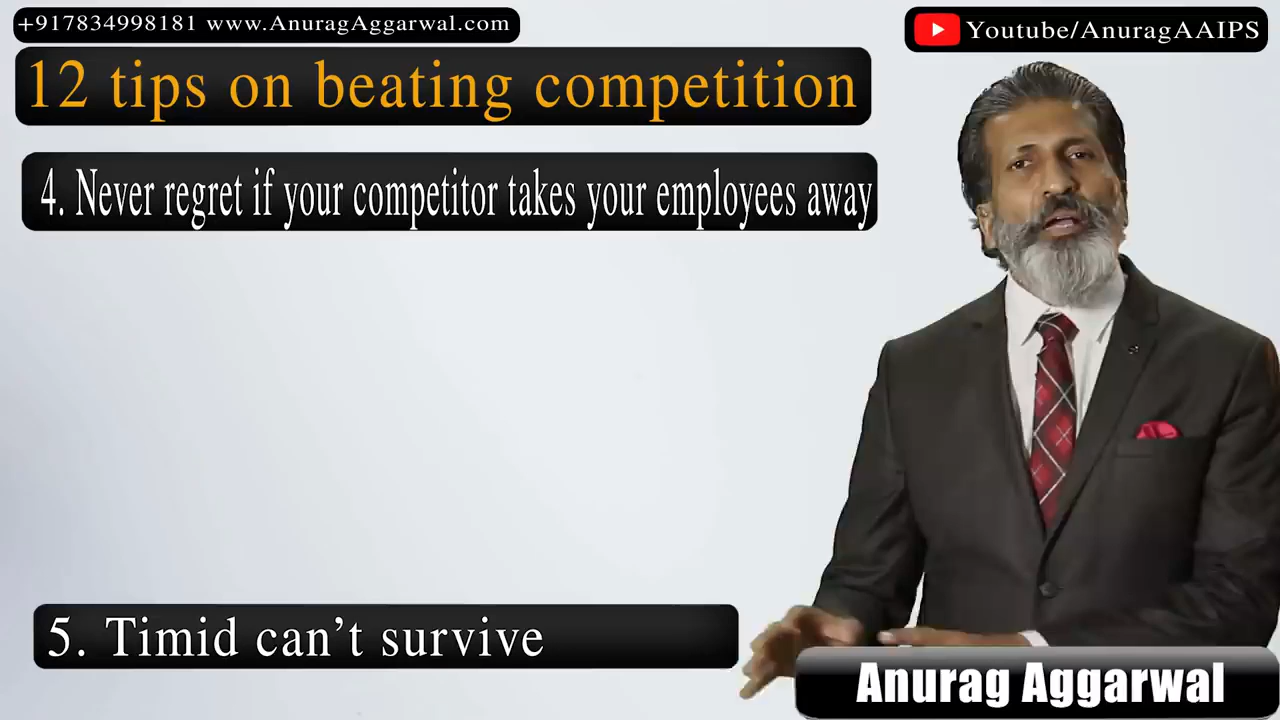 +917834998181 www.AnuragAggarwal.com
Youtube/AnuragAAIPS
12 tips on beating competition
4. Never regret if your competitor takes your employees away
5. Timid can't survive
Anurag Aggarwal